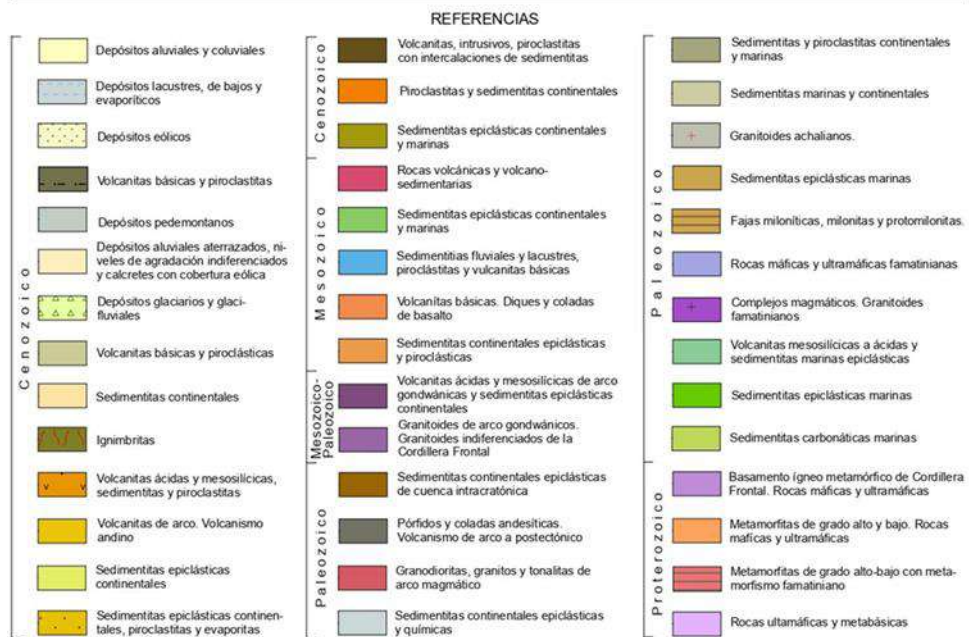 REFERENCIAS
Cenozoico
Depósitos aluviales y coluviales
Depósitos lacustres, de bajos y
evaporíticos
Depósitos eólicos
Volcanitas básicas y piroclastitas
Depósitos pedemontanos
Depósitos aluviales aterrazados, ni-
veles de agradación indiferenciados
y calcretes con cobertura eólica
Depósitos glaciarios y glaci-
fluviales
Volcanitas básicas y piroclásticas
Sedimentitas continentales
Ignimbritas
Volcanitas ácidas y mesosilícicas,
sedimentitas y piroclastitas
Volcanitas de arco. Volcanismo
andino
Sedimentitas epiclásticas
continentales
Sedimentitas epiclásticas continen-
tales, piroclastitas y evaporitas
Cenozoico
Volcanitas, intrusivos, piroclastitas
con intercalaciones de sedimentitas
Piroclastitas y sedimentitas continentales
Sedimentitas epiclásticas continentales
y marinas
Mesozoico
Rocas volcánicas y volcano-
sedimentarias
Sedimentitas epiclásticas continentales
y marinas
Sedimentitias fluviales y lacustres,
piroclástitas y vulcanitas básicas
Volcanítas básicas. Diques y coladas
de basalto
Sedimentitas continentales epiclásticas
y piroclásticas
Mesozoico-
Paleozoico
Volcanitas ácidas y mesosilícicas de arco
gondwánicas y sedimentitas epiclásticas
continentales
Granitoides de arco gondwánicos.
Granitoides indiferenciados de la
Cordillera Frontal
Paleozoico
Sedimentitas continentales epiclásticas
de cuenca intracratónica
Pórfidos y coladas andesíticas.
Volcanismo de arco a postectónico
Granodioritas, granitos y tonalitas de
arco magmático
Sedimentitas continentales epiclásticas
y químicas
Paleozoico
Sedimentitas y piroclastitas continentales
y marinas
Sedimentitas marinas y continentales
Granitoides achalianos.
Sedimentitas epiclásticas marinas
Fajas miloníticas, milonitas y protomilonitas.
Rocas máficas y ultramáficas famatinianas
Complejos magmáticos. Granitoides
famatinianos
Volcanitas mesosilícicas a ácidas y
sedimentitas marinas epiclásticas
Sedimentitas epiclásticas marinas
Sedimentitas carbonáticas marinas
Proterozoico
Basamento ígneo metamórfico de Cordillera
Frontal. Rocas máficas y ultramáficas
Metamorfitas de grado alto y bajo. Rocas
mafícas y ultramáficas
Metamorfitas de grado alto-bajo con meta-
morfismo famatiniano
Rocas ultamáficas y metabásicas